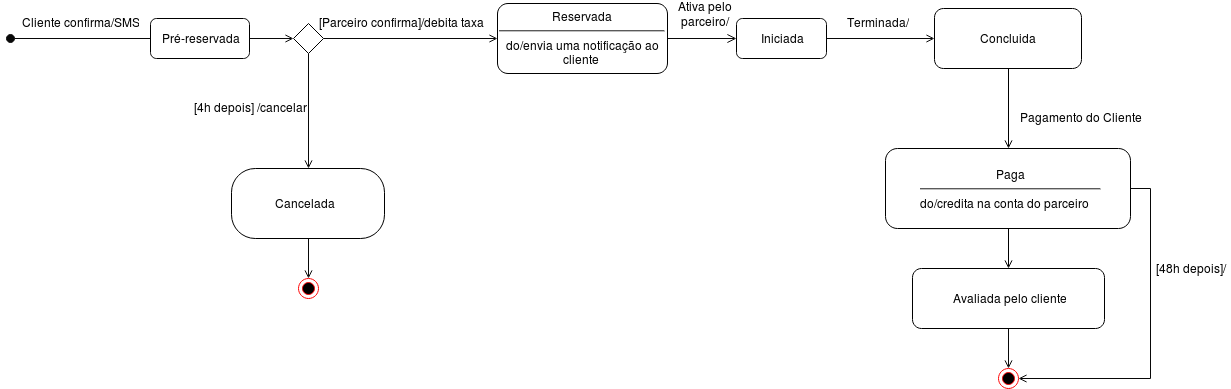 Cliente confirma/SMS
Pré-reservada
[Parceiro confirma]/debita taxa
Reservada
do/envia uma notificação ao
cliente
Ativa pelo
parceiro/
Iniciada
Terminada/
Concluida
[4h depois] /cancelar
Cancelada
Pagamento do Cliente
Paga
do/credita na conta do parceiro
[48h depois]/
Avaliada pelo cliente